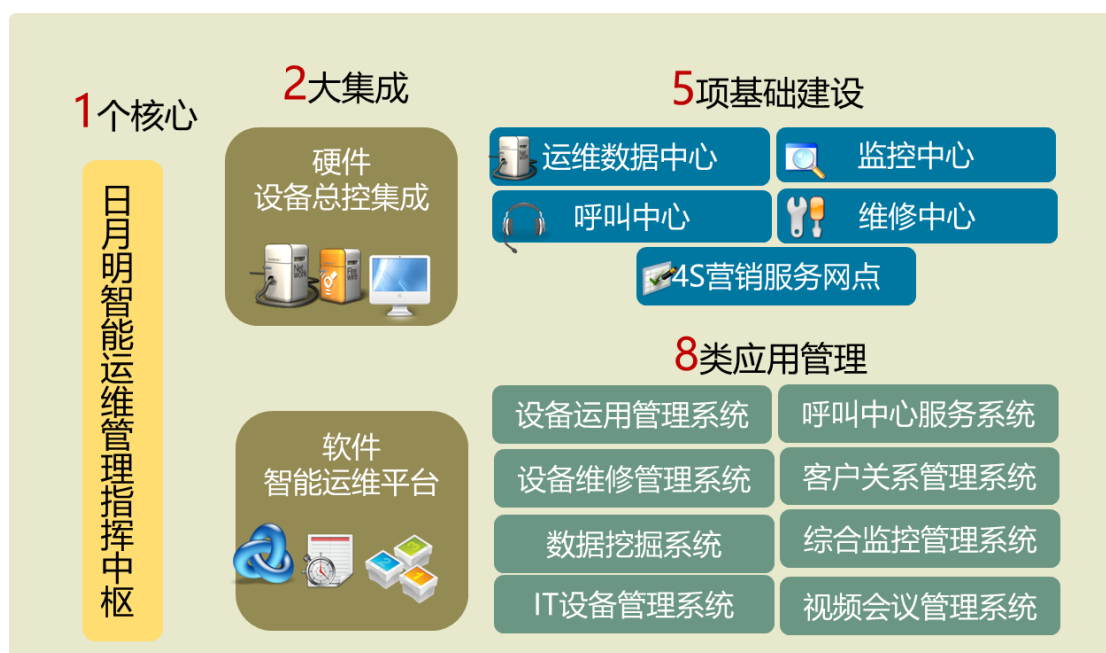 1个核心
日月明智能运维管理指挥中枢
2大集成
硬件
设备总控集成
软件
智能运维平台
5项基础建设
运维数据中心
监控中心
呼叫中心
维修中心
4S营销服务网点
8类应用管理
设备运用管理系统
呼叫中心服务系统
设备维修管理系统
客户关系管理系统
数据挖掘系统
综合监控管理系统
IT设备管理系统
视频会议管理系统